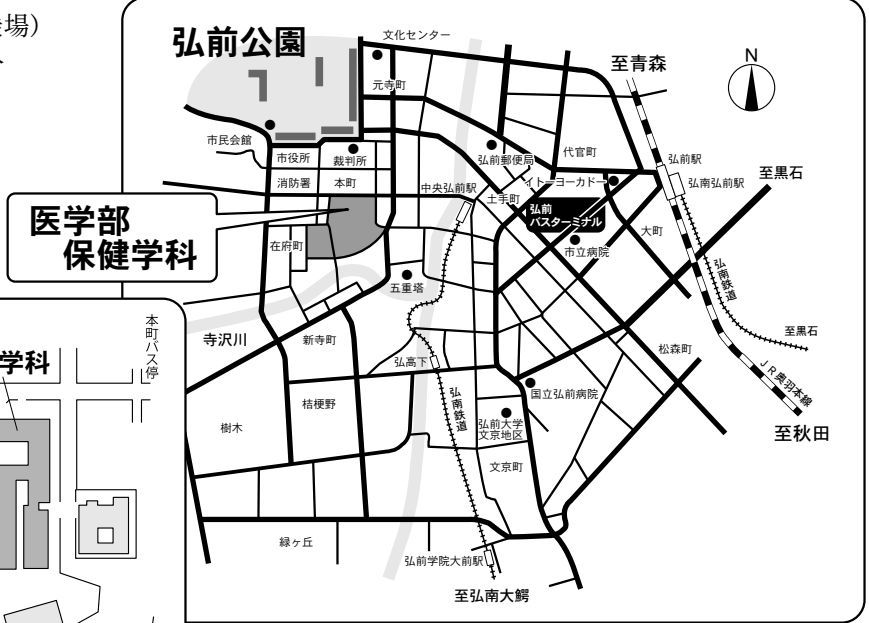 場）
弘前公園
文化センター
元寺町
至青森
N
市民会館
市役所
裁判所
消防署
本町
弘前郵便局
代官町
弘前駅
至黒石
中央弘前駅
イトーヨーカドー
弘南弘前駅
土手町
弘前
バスターミナル
医学部
保健学科
在府町
大町
市立病院
五重塔
弘南鉄道
本町バス停
寺沢川
新寺町
至黒石
学科
弘高下
松森町
JR奥羽本線
弘南鉄道
国立弘前病院
桔梗野
樹木
弘前大学
文京地区
至秋田
文京町
緑ヶ丘
弘前学院大前駅
至弘南大鰐